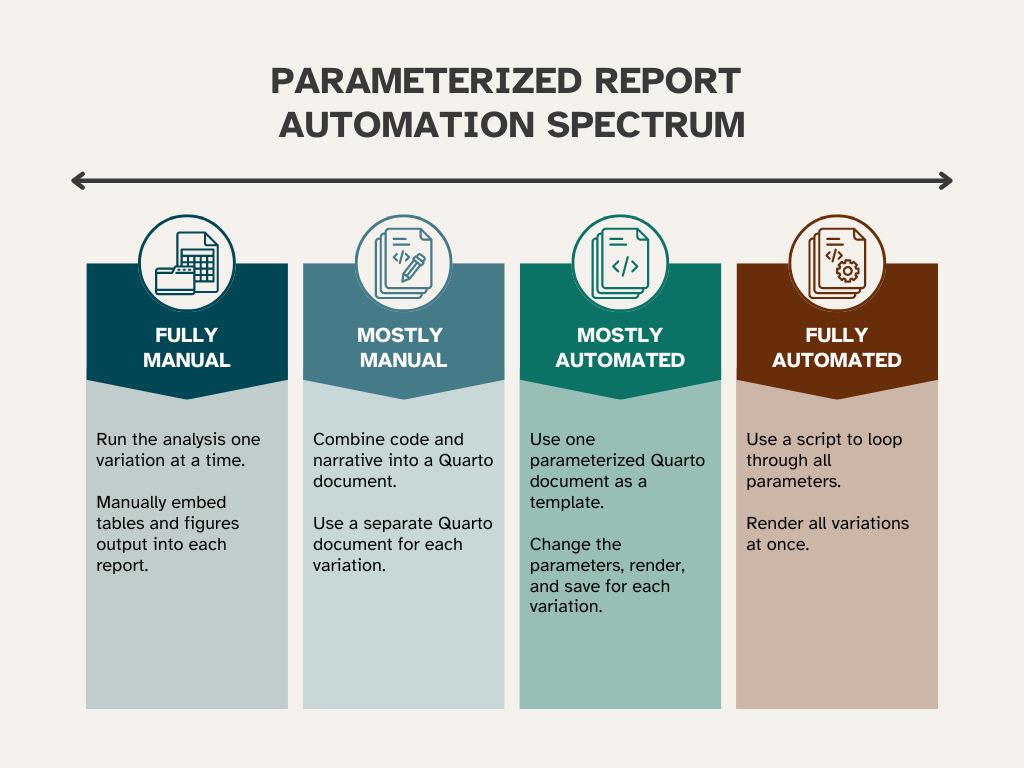 PARAMETERIZED REPORT
AUTOMATION SPECTRUM
FULLY
MANUAL
Run the analysis one
variation at a time.
Manually embed
tables and figures
output into each
report.
MOSTLY
MANUAL
Combine code and
narrative into a Quarto
document.
Use a separate Quarto
document for each
variation.
MOSTLY
AUTOMATED
Use one
parameterized Quarto
document as a
template.
Change the
parameters, render,
and save for each
variation.
FULLY
AUTOMATED
Use a script to loop
through all
parameters.
Render all variations
at once.